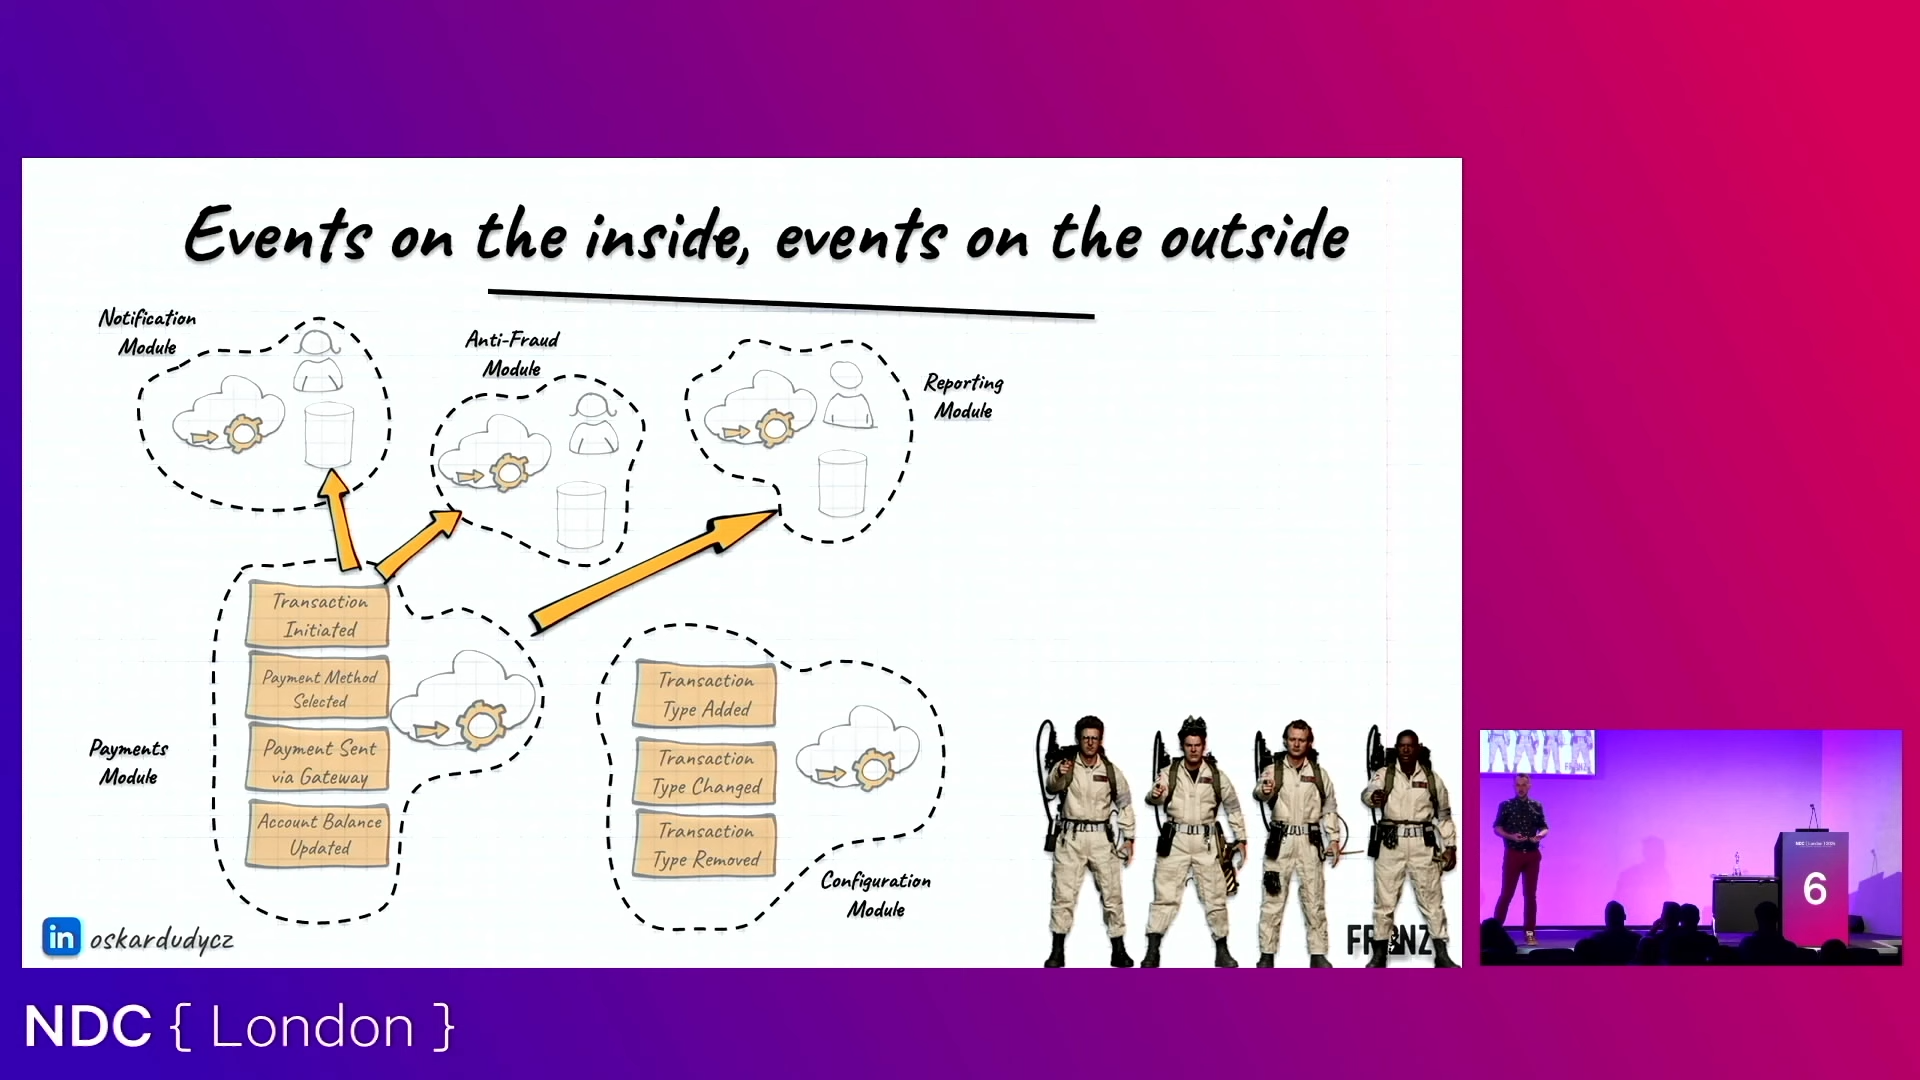 Events on the inside, events on the outside
Notification
Module
Anti-Fraud
Module
Reporting
Module
Transaction
Initiated
Payment Method
Selected
Payment Sent
via Gateway
Account Balance
Updated
Payments
Module
Transaction
Type Added
Transaction
Type Changed
Transaction
Type Removed
Configuration
Module
in oskardudycz
NDC { London }
6